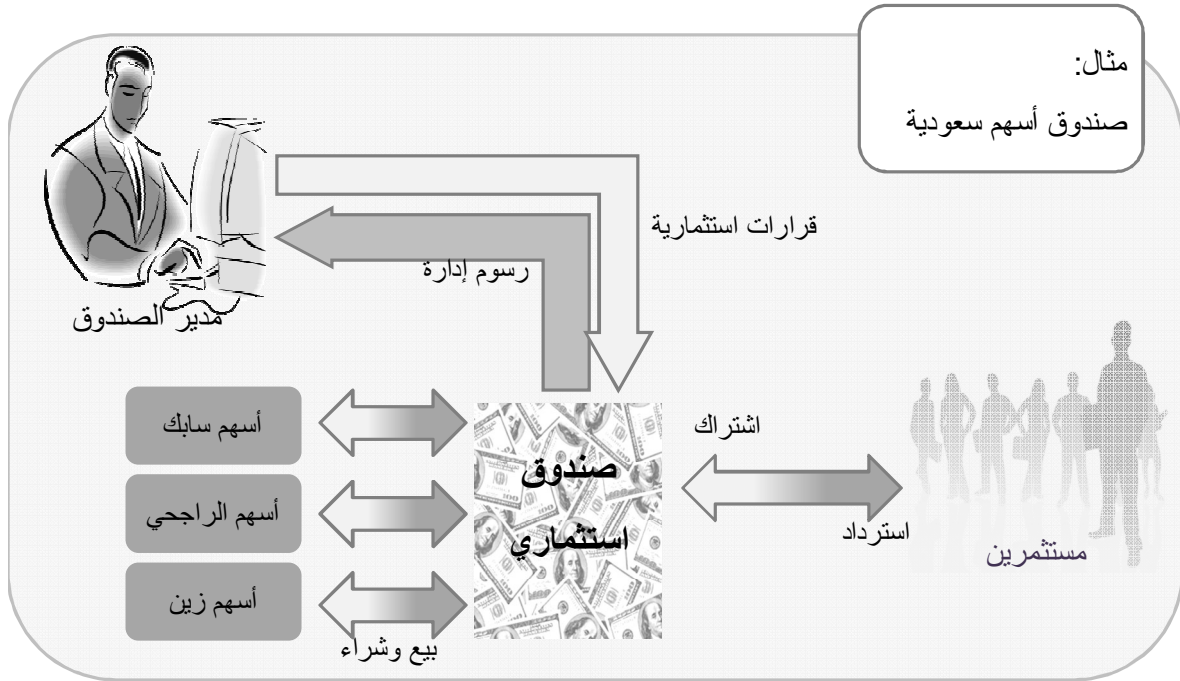 مثال:
صندوق أسهم سعودية
قرارات استثمارية
رسوم إدارة
مدير الصندوق
اشتراك
أسهم سابك
صندوق
أسهم الراجحي
استثماري
استرداد
مستثمرين
أسهم زين
بيع وشراء